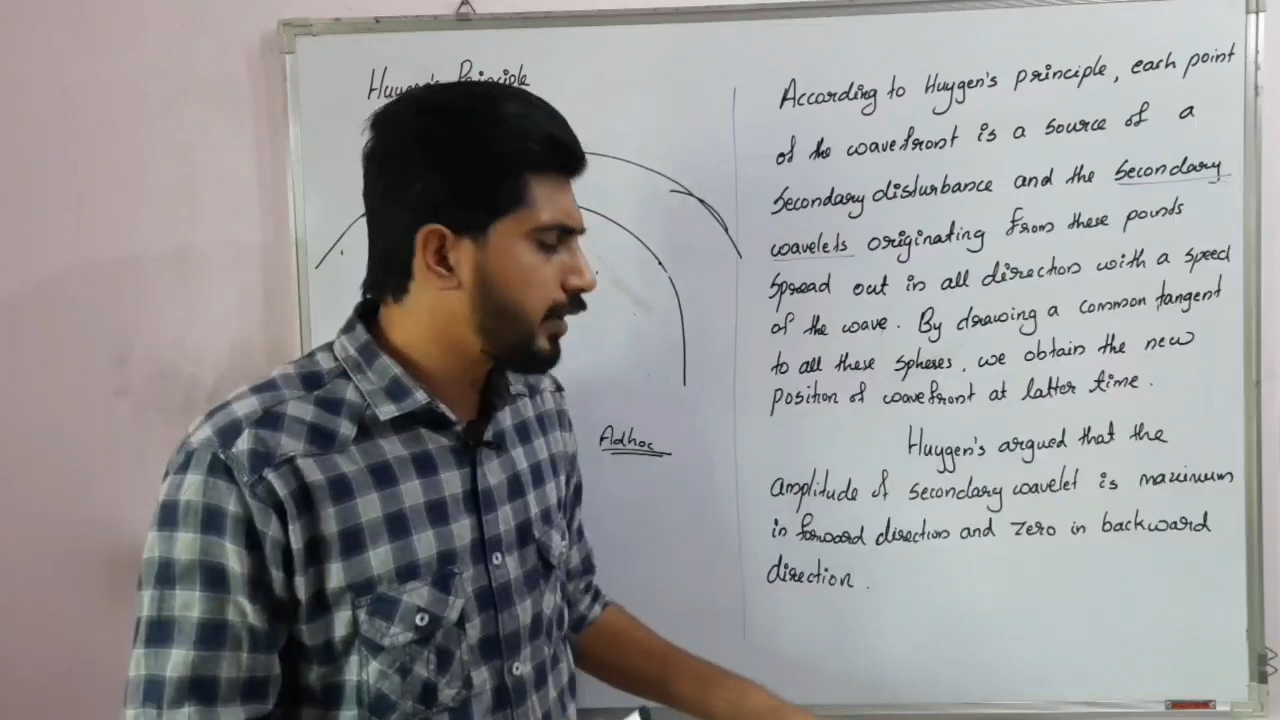 Huygen's Principle
Adhoc
According to Huygen's principle, each point
of the wavefront is a source of a
Secondary disturbance and the Secondary
wavelets originating from these points
Spread out in all direction with a speed
of the wave. By drawing a common tangent
to all these spheres, we obtain the new
position of wavefront at latter time.
Huygen's argued that the
amplitude of secondary wavelet is maximum
in forward direction and zero in backward
direction.